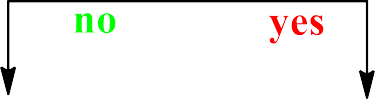 no yes